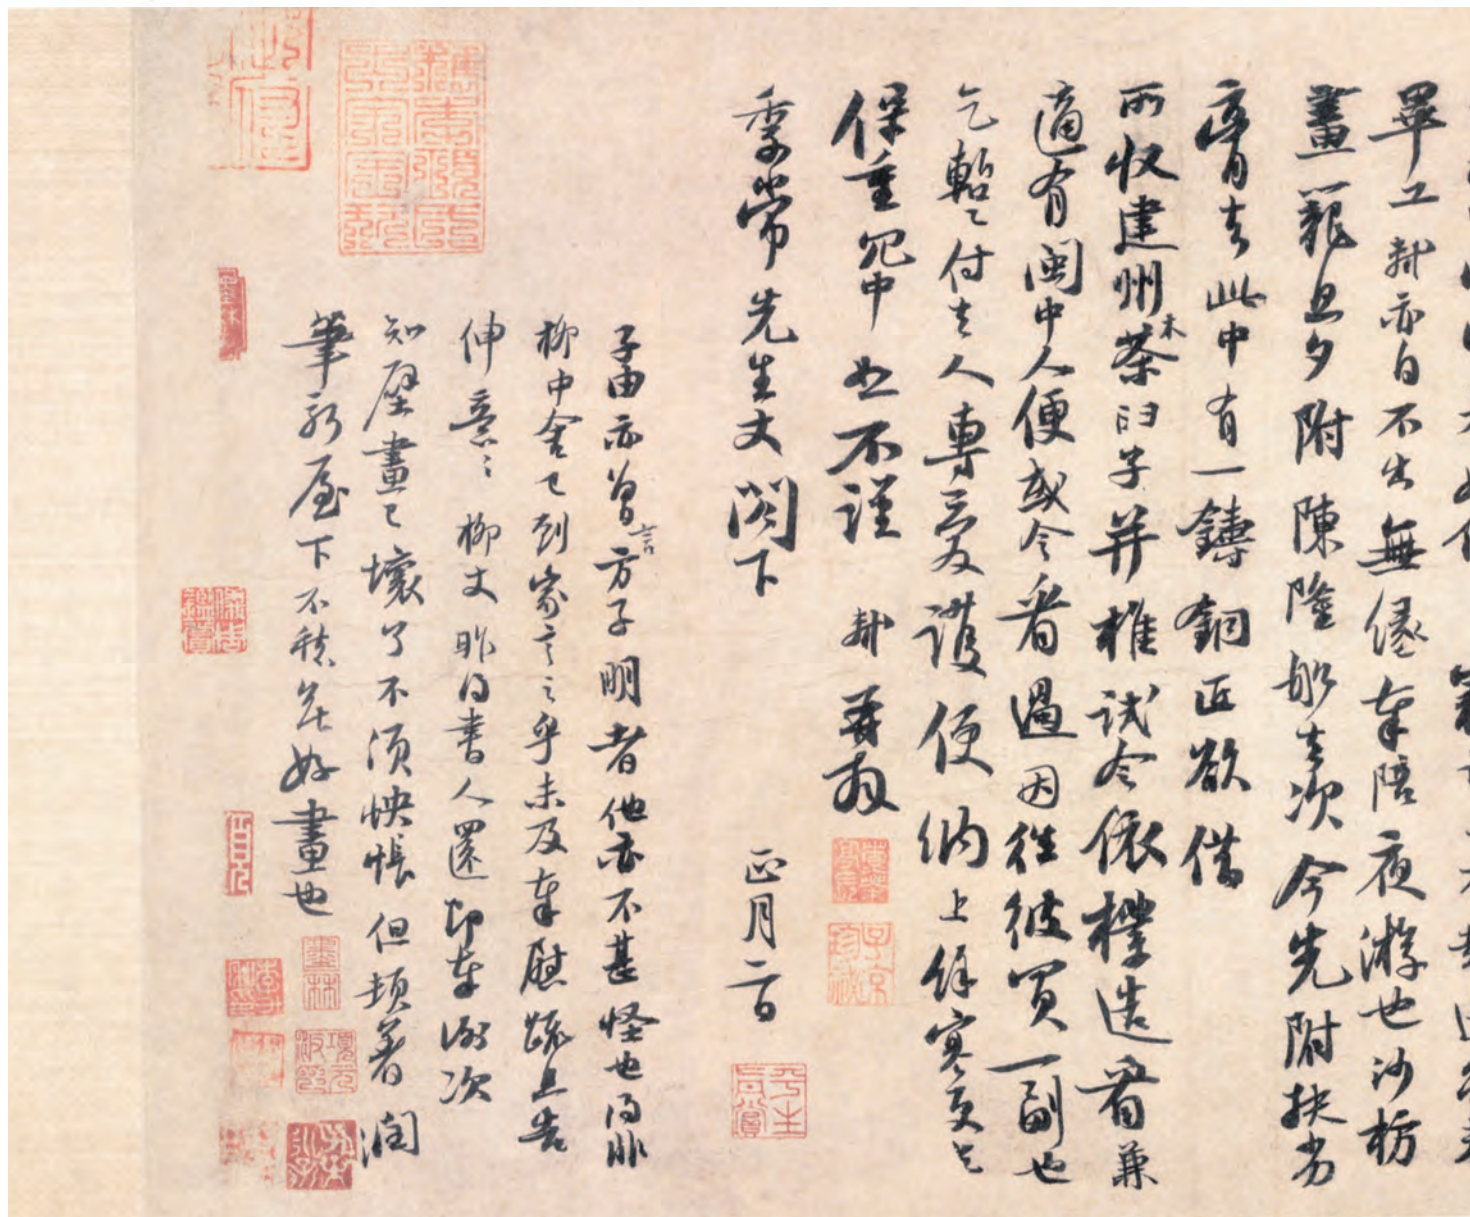 畢工軾亦自不出無緣奉陪夜游也沙枋
畫籠旦夕附陳隆船去次今先附扶劣
膏去此中有一鑄銅匠欲借
所收建州木茶臼子并椎試令依樣造看兼
適有閩中人便或令看過因往彼買一副也
乞暫付去人專愛護便納上餘寒更乞
保重冗中恕不謹 軾再拜
季常先生丈閤下 正月二日
子由亦曾言方子明者他亦不甚怪也得非
柳中舍已到家言之乎未及奉慰疏且告
伸意々柳丈昨得書人還即奉謝次
知壁畫已壞了不須怏悵但頓著潤
筆新屋下不愁無好畫也